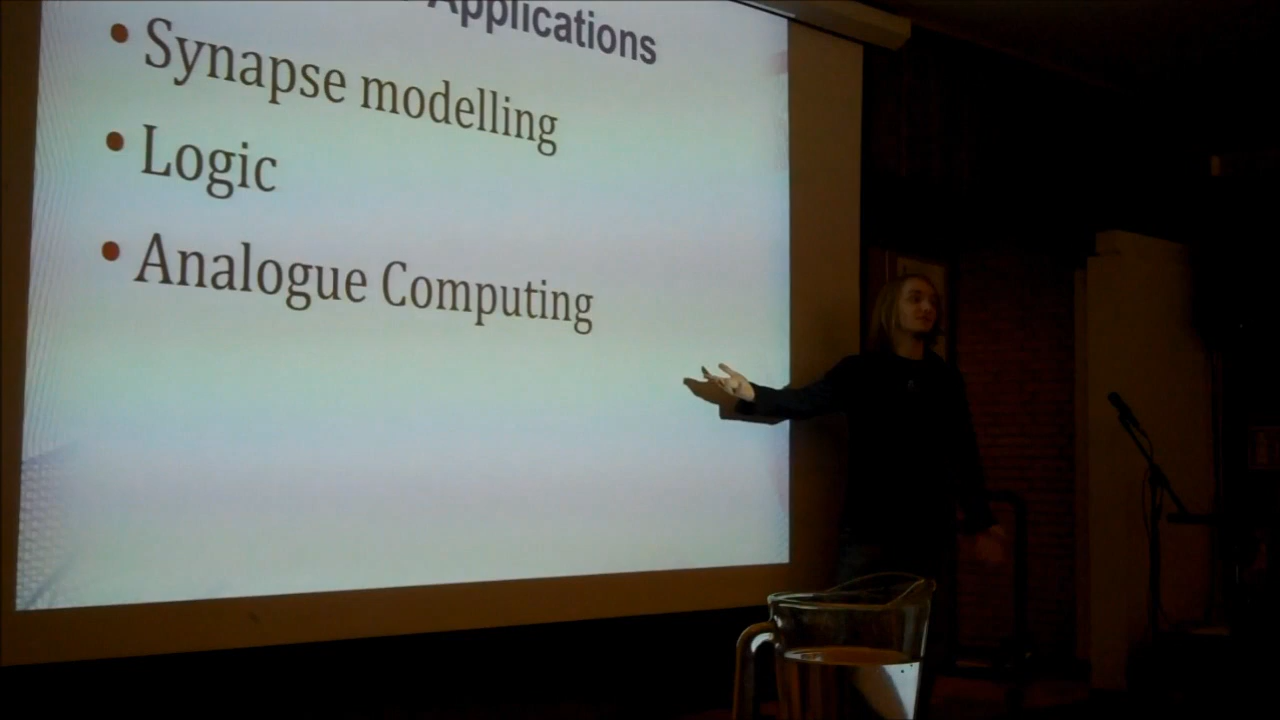 Applications
• Synapse modelling
• Logic
• Analogue Computing